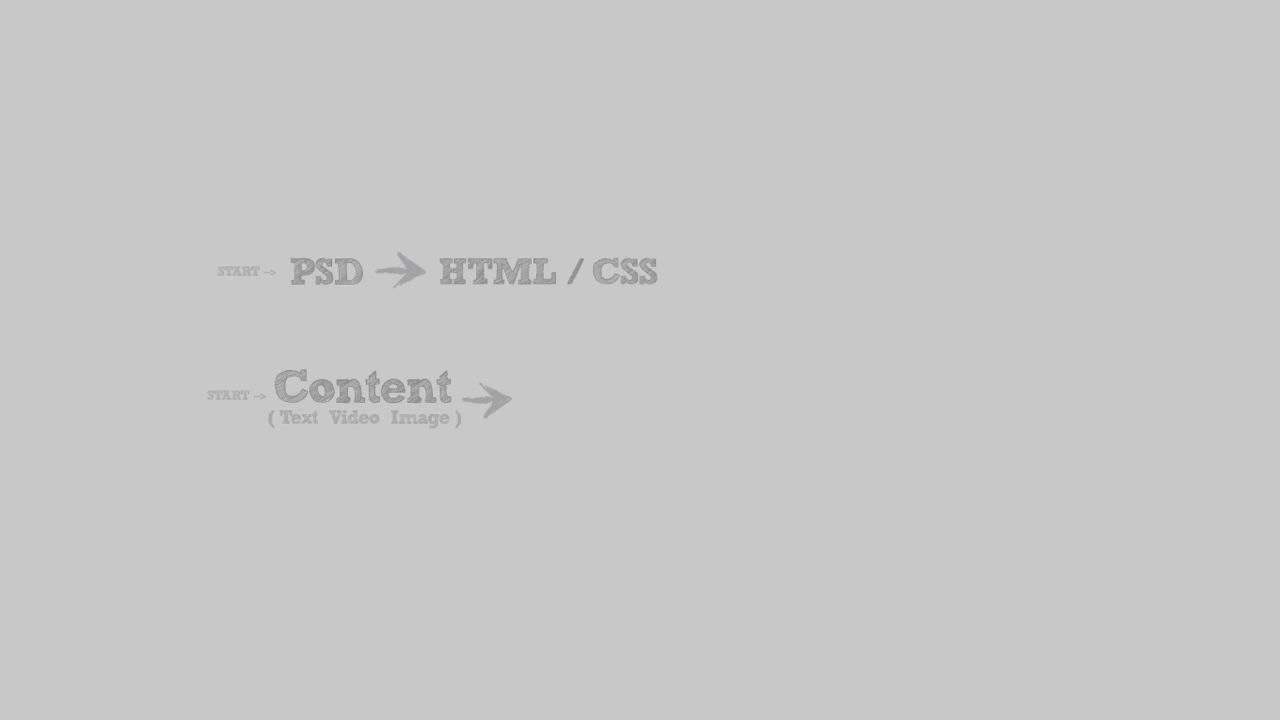 START -> PSD → HTML / CSS
START -> Content →
( Text Video Image )